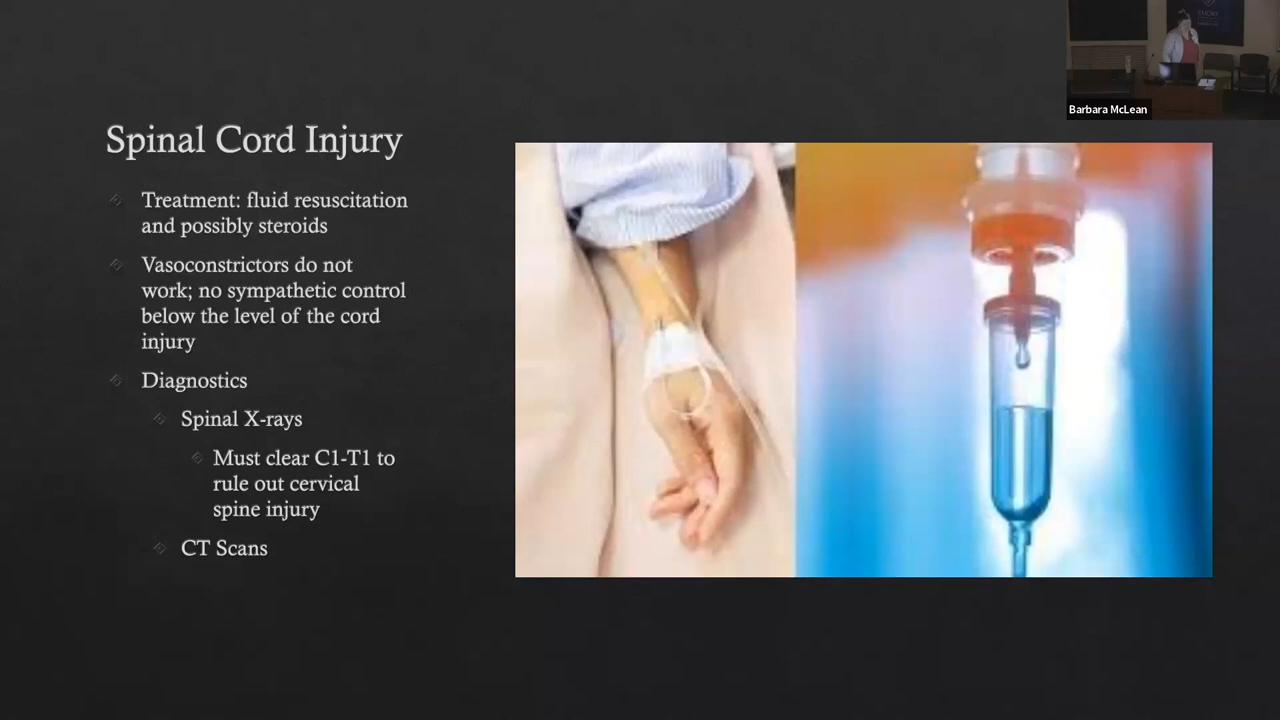 Barbara McLean
Spinal Cord Injury
Treatment: fluid resuscitation
and possibly steroids
Vasoconstrictors do not
work; no sympathetic control
below the level of the cord
injury
Diagnostics
Spinal X-rays
Must clear C1-T1 to
rule out cervical
spine injury
CT Scans